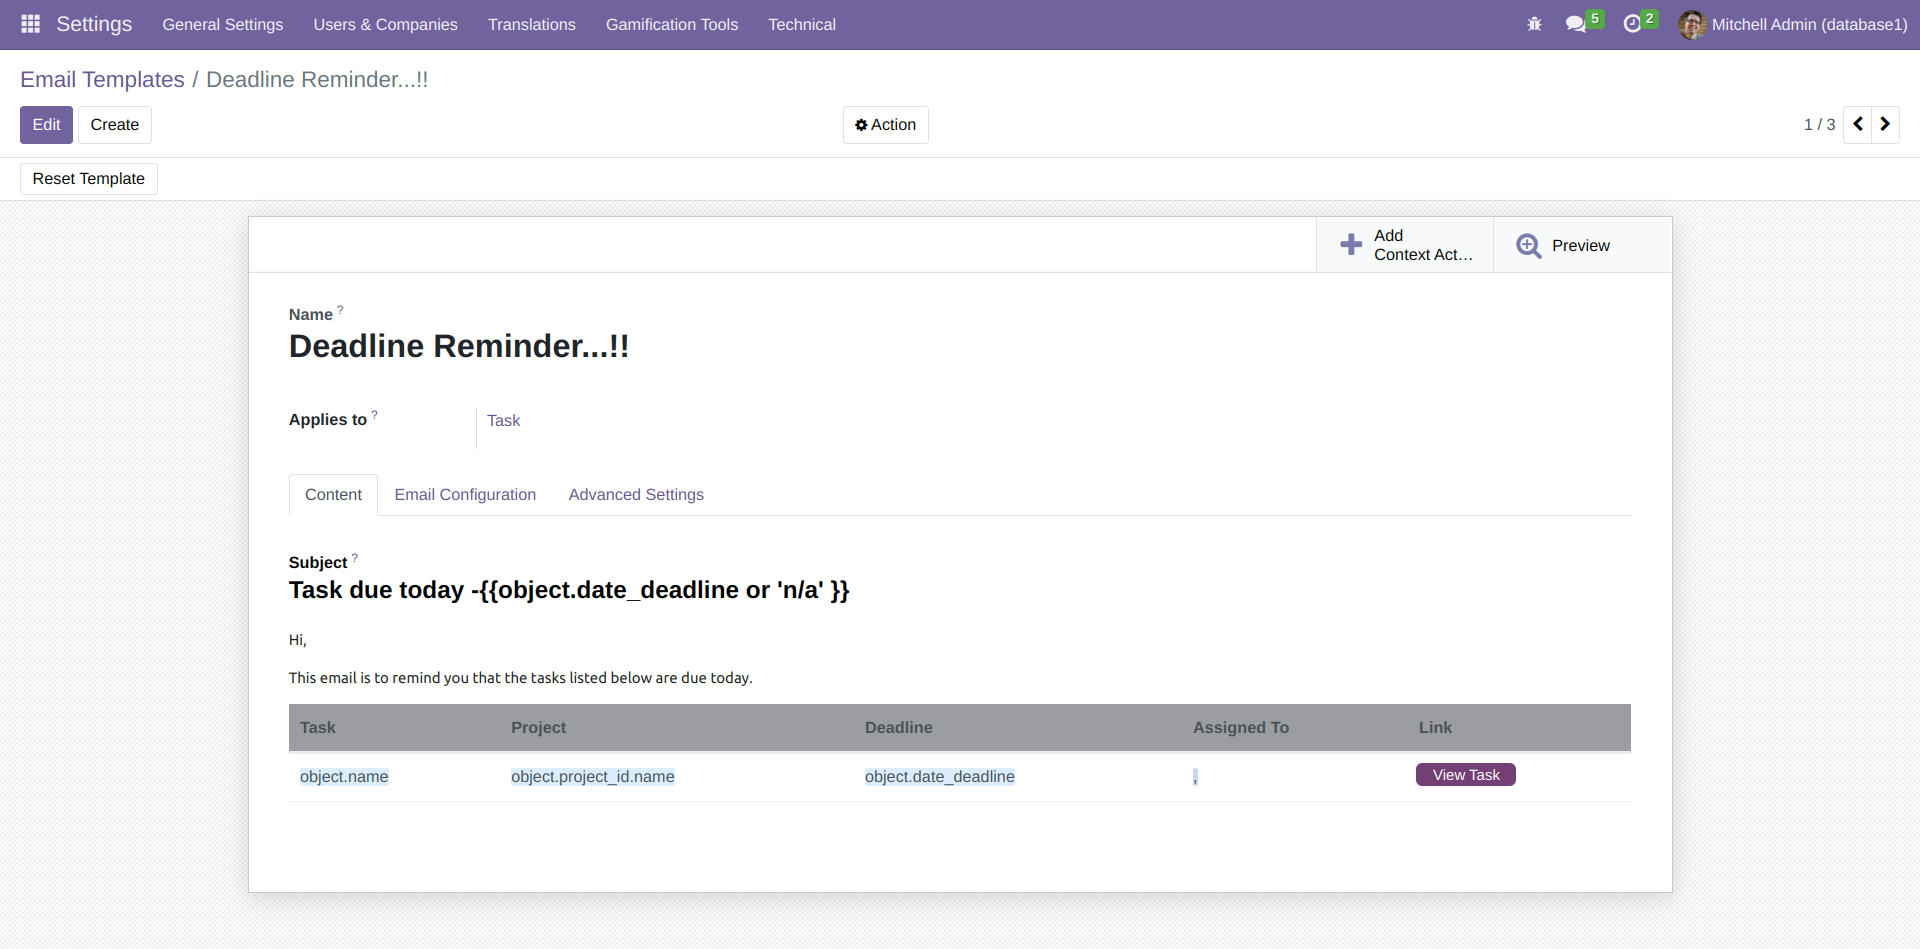 Settings General Settings Users & Companies Translations Gamification Tools Technical 5 2 Mitchell Admin (database1)
Email Templates / Deadline Reminder...!!
Edit Create Action 1 / 3
Reset Template
Add
Context Act…
Preview
Name ?
Deadline Reminder...!!
Applies to ? Task
Content Email Configuration Advanced Settings
Subject ?
Task due today -{{object.date_deadline or 'n/a' }}
Hi,
This email is to remind you that the tasks listed below are due today.
Task Project Deadline Assigned To Link
object.name object.project_id.name object.date_deadline , View Task